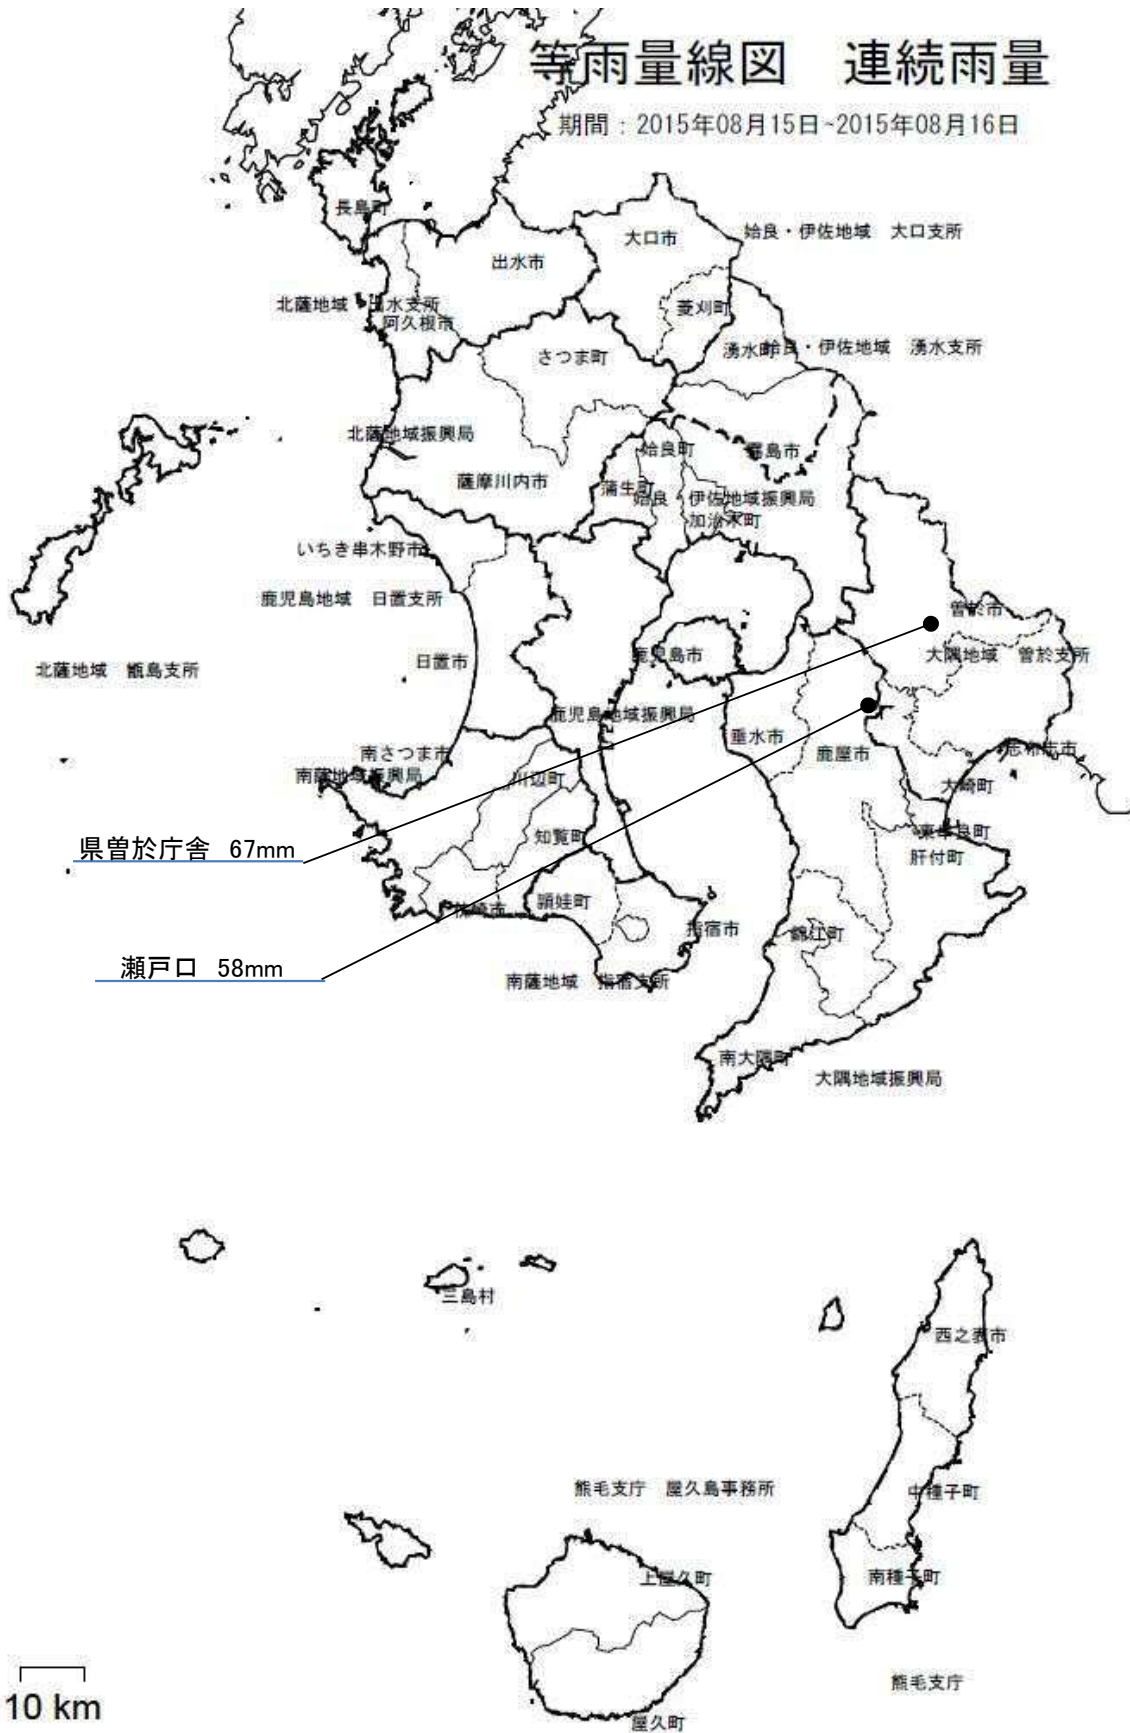 等雨量線図　連続雨量
期間：2015年08月15日~2015年08月16日
長島町
大口市
姶良・伊佐地域　大口支所
出水市
北薩地域　出水支所
菱刈町
阿久根市
湧水町
姶良・伊佐地域　湧水支所
さつま町
北薩地域振興局
姶良町
霧島市
薩摩川内市
蒲生町
姶良・伊佐地域振興局
加治木町
いちき串木野市
鹿児島地域　日置支所
曽於市
鹿児島市
大隅地域　曽於支所
日置市
北薩地域　甑島支所
鹿児島地域振興局
垂水市
南さつま市
鹿屋市
志布志市
南薩地域振興局
川辺町
大崎町
知覧町
東串良町
県曽於庁舎　67mm
肝付町
枕崎市
頴娃町
指宿市
錦江町
瀬戸口　58mm
南薩地域　指宿支所
南大隅町
大隅地域振興局
三島村
西之表市
熊毛支庁　屋久島事務所
中種子町
上屋久町
南種子町
熊毛支庁
10 km
屋久町